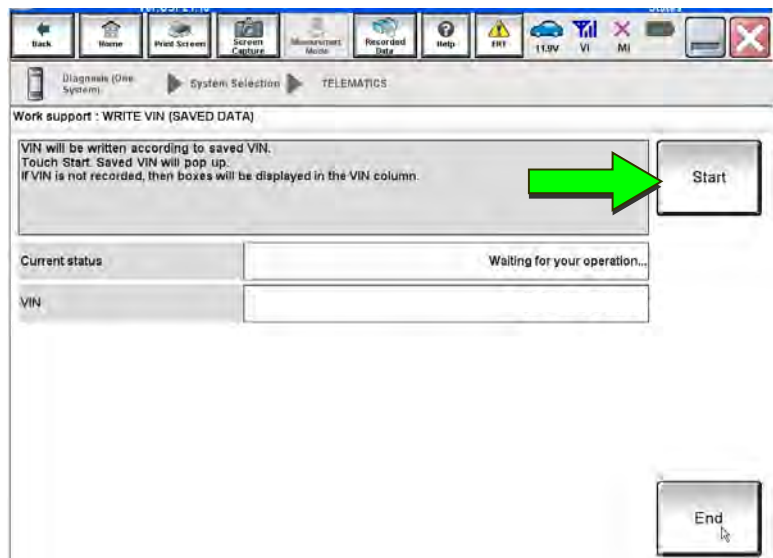 Back
Home
Print Screen
Screen Capture
Measurement Mode
Recorded Data
Help
ERT
11.9V
VI
MI
Diagnosis (One System)
System Selection
TELEMATICS
Work support : WRITE VIN (SAVED DATA)
VIN will be written according to saved VIN.
Touch Start. Saved VIN will pop up.
If VIN is not recorded, then boxes will be displayed in the VIN column.
Start
Current status
Waiting for your operation...
VIN
End